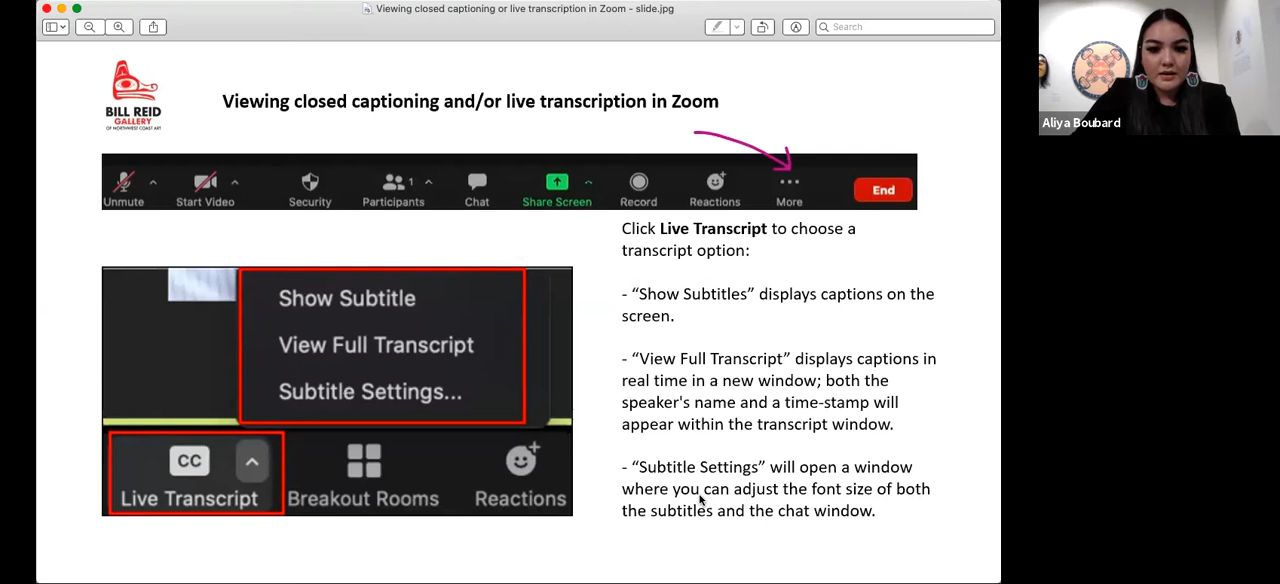 Viewing closed captioning or live transcription in Zoom - slide.jpg
Search
BILL REID
GALLERY
OF NORTHWEST COAST ART
Viewing closed captioning and/or live transcription in Zoom
Aliya Boubard
Unmute
Start Video
Security
1
Participants
Chat
Share Screen
Record
Reactions
More
End
Click Live Transcript to choose a
transcript option:
- “Show Subtitles” displays captions on the
screen.
- “View Full Transcript” displays captions in
real time in a new window; both the
speaker's name and a time-stamp will
appear within the transcript window.
- “Subtitle Settings” will open a window
where you can adjust the font size of both
the subtitles and the chat window.
Show Subtitle
View Full Transcript
Subtitle Settings...
CC
Live Transcript
Breakout Rooms
Reactions